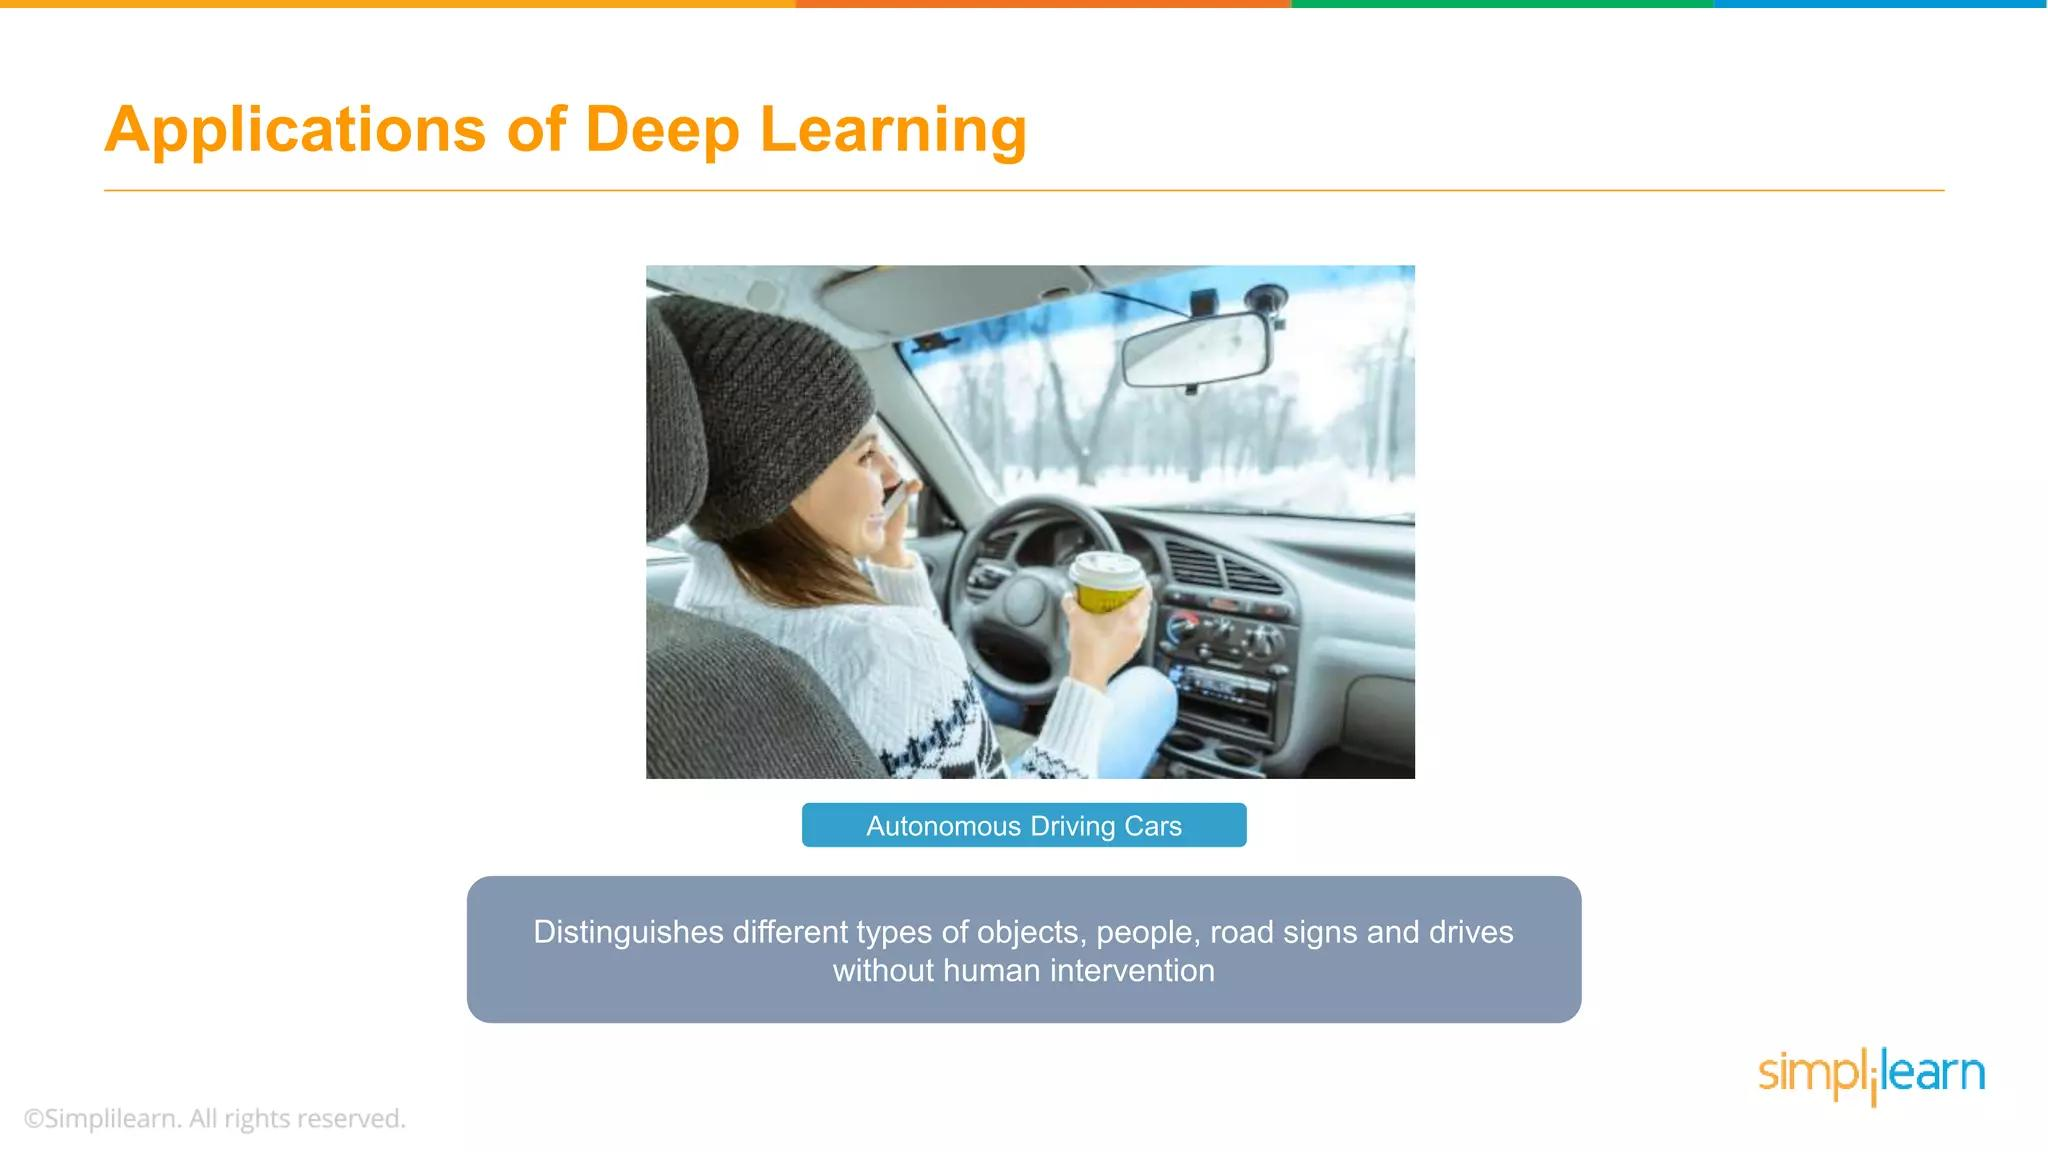 Applications of Deep Learning
Autonomous Driving Cars
Distinguishes different types of objects, people, road signs and drives
without human intervention
simplilearn
©Simplilearn. All rights reserved.